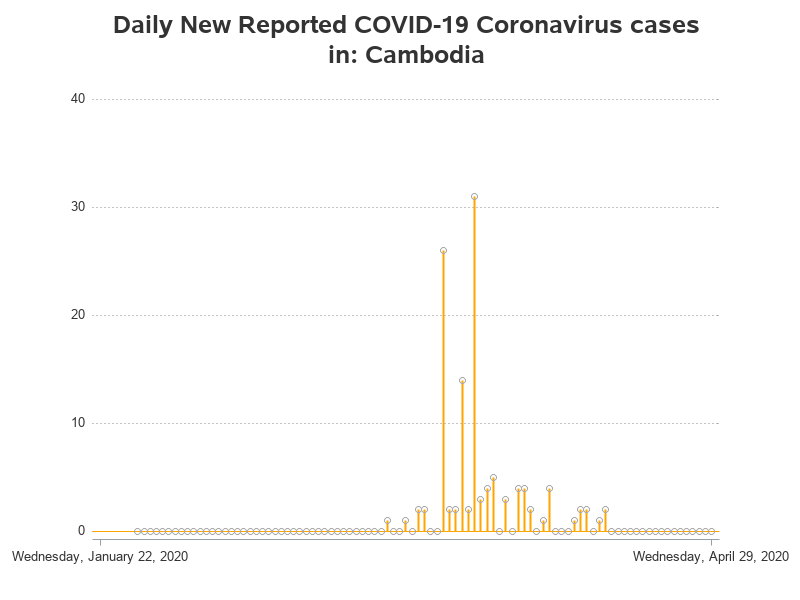 Daily New Reported COVID-19 Coronavirus cases
in: Cambodia
40
30
20
10
0
Wednesday, January 22, 2020
Wednesday, April 29, 2020